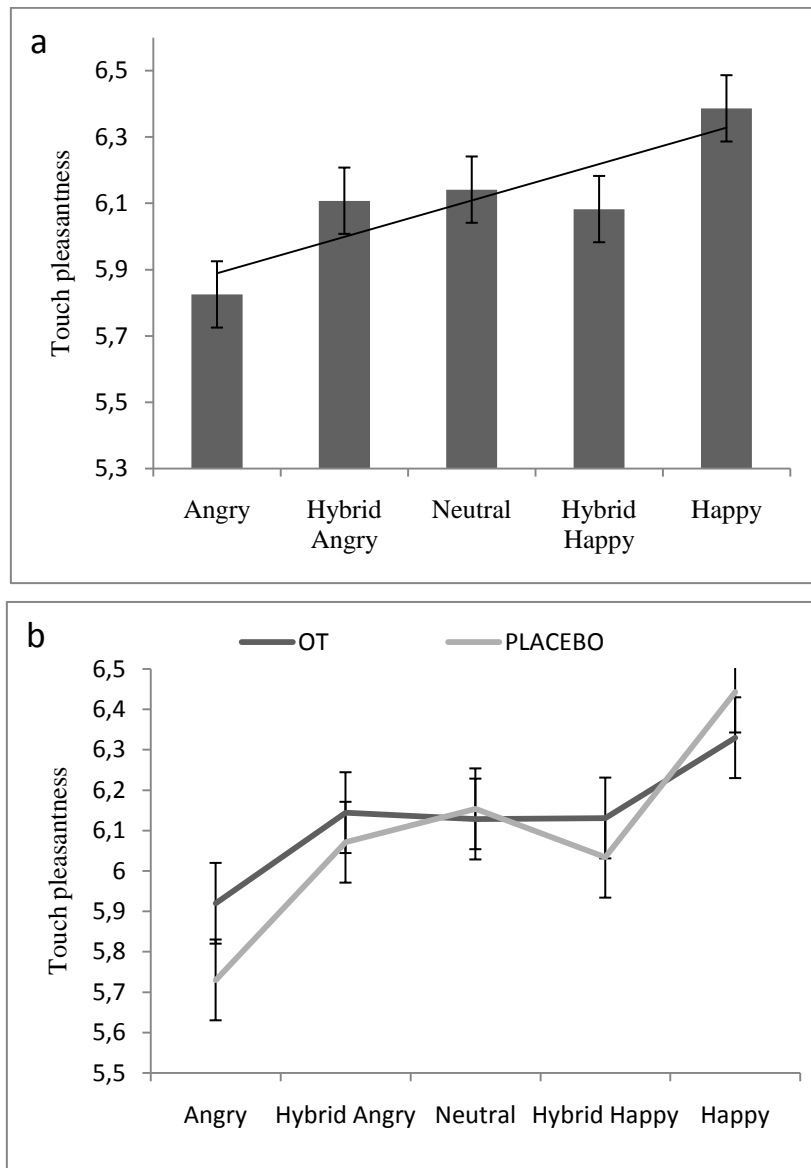 a
6,5
6,3
6,1
5,9
5,7
5,5
5,3
Touch pleasantness
Angry
Hybrid
Angry
Neutral
Hybrid
Happy
Happy
b
OT
PLACEBO
6,5
6,4
6,3
6,2
6,1
6
5,9
5,8
5,7
5,6
5,5
Touch pleasantness
Angry
Hybrid Angry
Neutral
Hybrid Happy
Happy